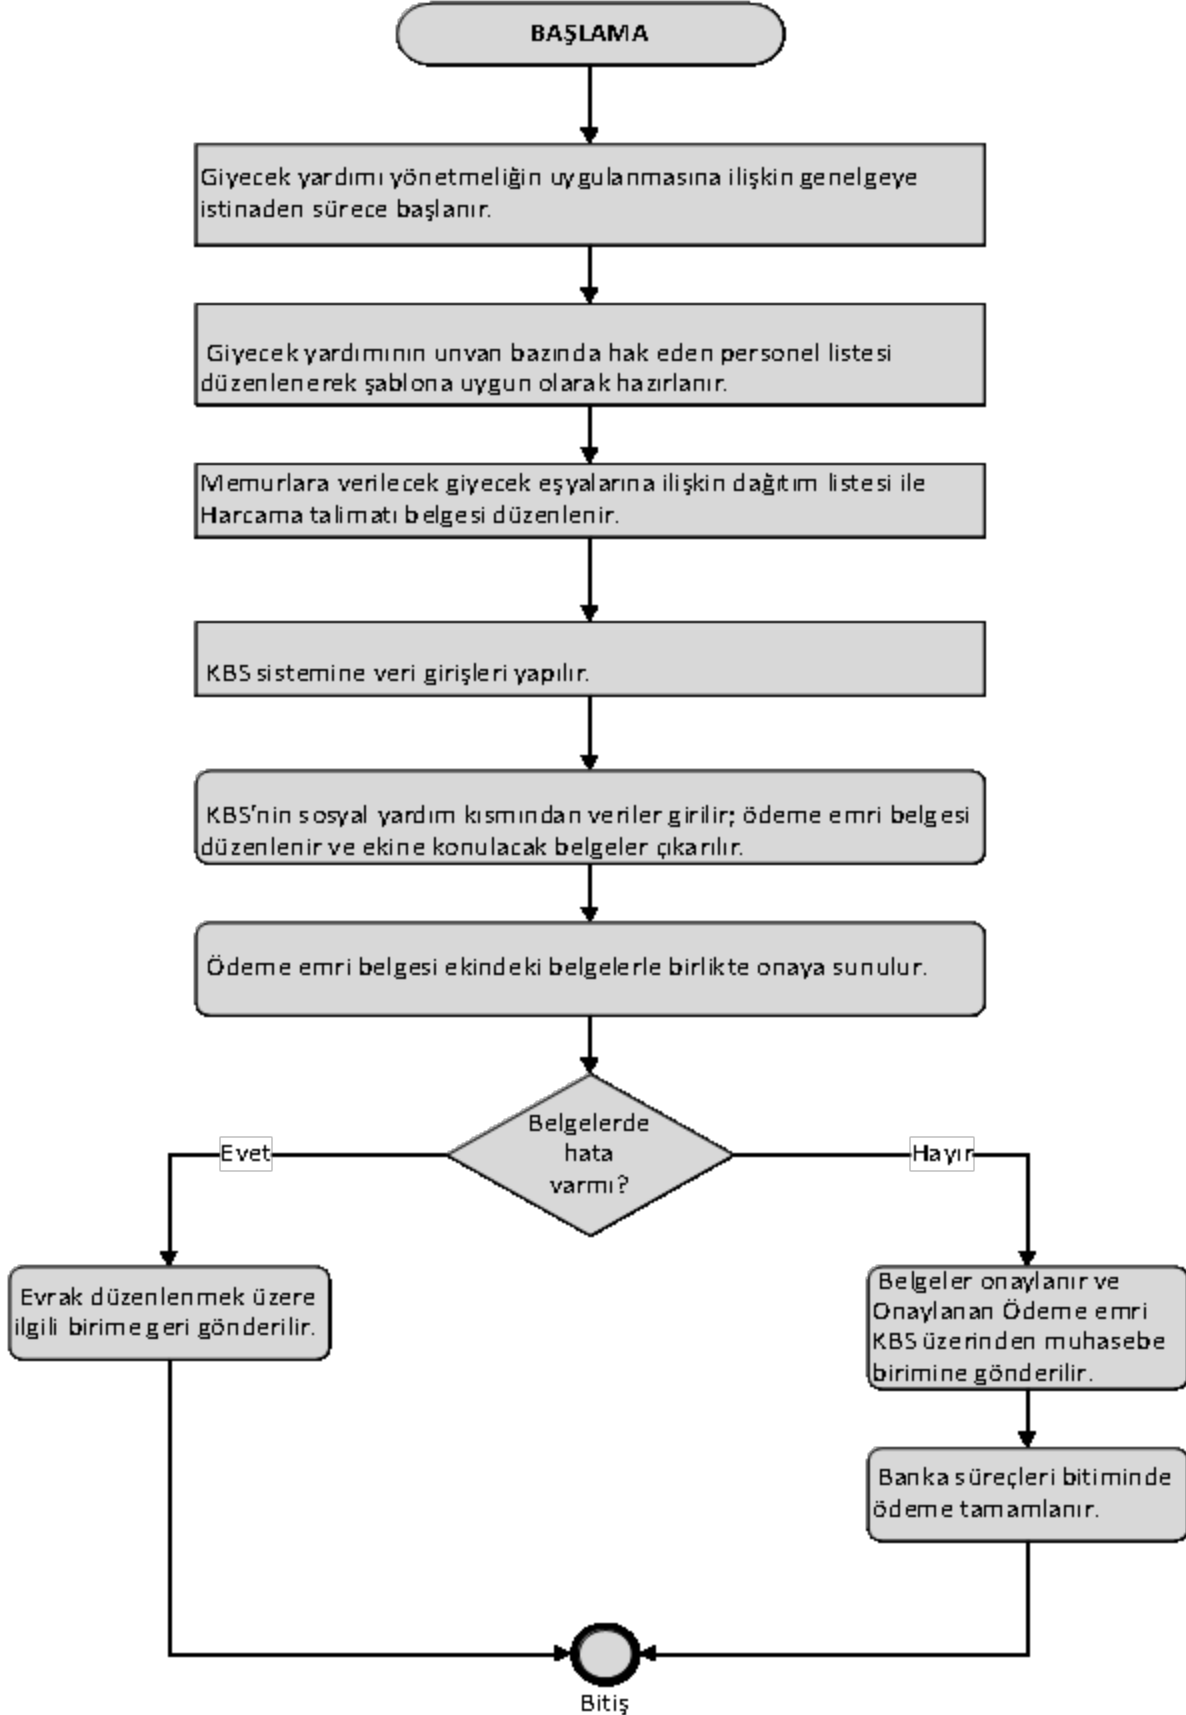 BAŞLAMA
Giyecek yardımı yönetmeliğin uygulanmasına ilişkin genelgeye
istinaden sürece başlanır.
Giyecek yardımının unvan bazında hak eden personel listesi
düzenlenerek şablona uygun olarak hazırlanır.
Memurlara verilecek giyecek eşyalarına ilişkin dağıtım listesi ile
Harcama talimatı belgesi düzenlenir.
KBS sistemine veri girişleri yapılır.
KBS'nin sosyal yardım kısmından veriler girilir; ödeme emri belgesi
düzenlenir ve ekine konulacak belgeler çıkarılır.
Ödeme emri belgesi ekindeki belgelerle birlikte onaya sunulur.
Belgelerde
hata
varmı?
Evet
Hayır
Evrak düzenlenmek üzere
ilgili birime geri gönderilir.
Belgeler onaylanır ve
Onaylanan Ödeme emri
KBS üzerinden muhasebe
birimine gönderilir.
Banka süreçleri bitiminde
ödeme tamamlanır.
Bitiş